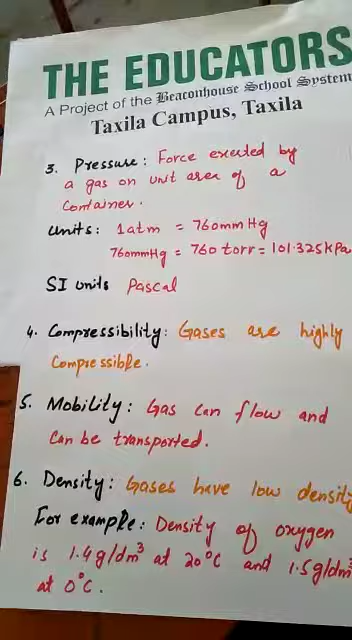 THE EDUCATORS
A Project of the Beaconhouse School System
Taxila Campus, Taxila
3. Pressure: Force exerted by
a gas on unit area of a
Container.
Units: 1atm = 760mm Hg
760mmHg = 760 torr = 101.325KPa
SI Units Pascal
4. Compressibility: Gases are highly
Compressible.
5. Mobility: Gas can flow and
Can be transported.
6. Density: Gases have low density
For example: Density of oxygen
is 1.4g/dm³ at 20°C and 1.5g/dm³
at 0°C.